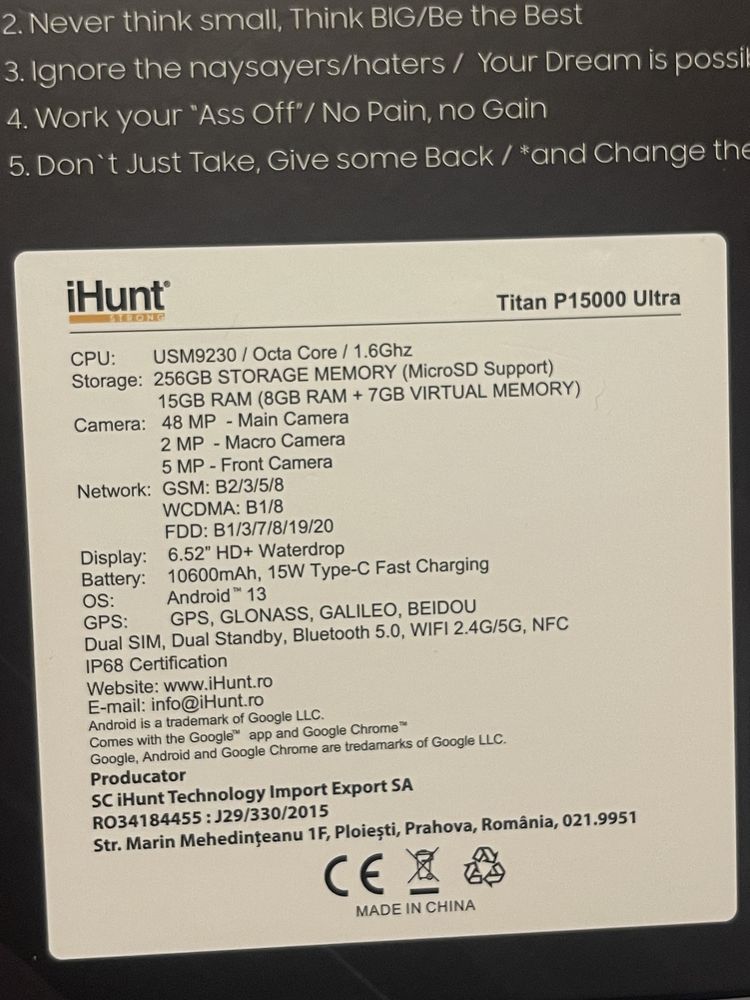 2. Never think small, Think BIG/Be the Best
3. Ignore the naysayers/haters / Your Dream is
4. Work your "Ass Off"/ No Pain, no Gain
5. Don`t Just Take, Give some Back / *and Change the
iHunt®
STRONG
Titan P15000 Ultra
CPU: USM9230 / Octa Core / 1.6Ghz
Storage: 256GB STORAGE MEMORY (MicroSD Support)
15GB RAM (8GB RAM + 7GB VIRTUAL MEMORY)
Camera: 48 MP - Main Camera
2 MP - Macro Camera
5 MP - Front Camera
Network: GSM: B2/3/5/8
WCDMA: B1/8
FDD: B1/3/7/8/19/20
Display: 6.52" HD+ Waterdrop
Battery: 10600mAh, 15W Type-C Fast Charging
OS: Android™ 13
GPS: GPS, GLONASS, GALILEO, BEIDOU
Dual SIM, Dual Standby, Bluetooth 5.0, WIFI 2.4G/5G, NFC
IP68 Certification
Website: www.iHunt.ro
E-mail: info@iHunt.ro
Android is a trademark of Google LLC.
Comes with the Google™ app and Google Chrome™
Google, Android and Google Chrome are tredamarks of Google LLC.
Producator
SC iHunt Technology Import Export SA
RO34184455 : J29/330/2015
Str. Marin Mehedințeanu 1F, Ploiești, Prahova, România, 021.9951
CE
MADE IN CHINA